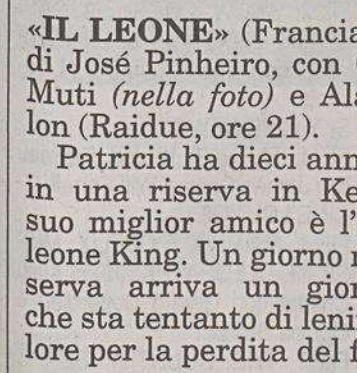 «IL LEONE» (Francia
di José Pinheiro, con
Muti (nella foto) e Al
lon (Raidue, ore 21).
Patricia ha dieci ann
in una riserva in Ke
suo miglior amico è l'
leone King. Un giorno
serva arriva un gior
che sta tentanto di leni
lore per la perdita del f